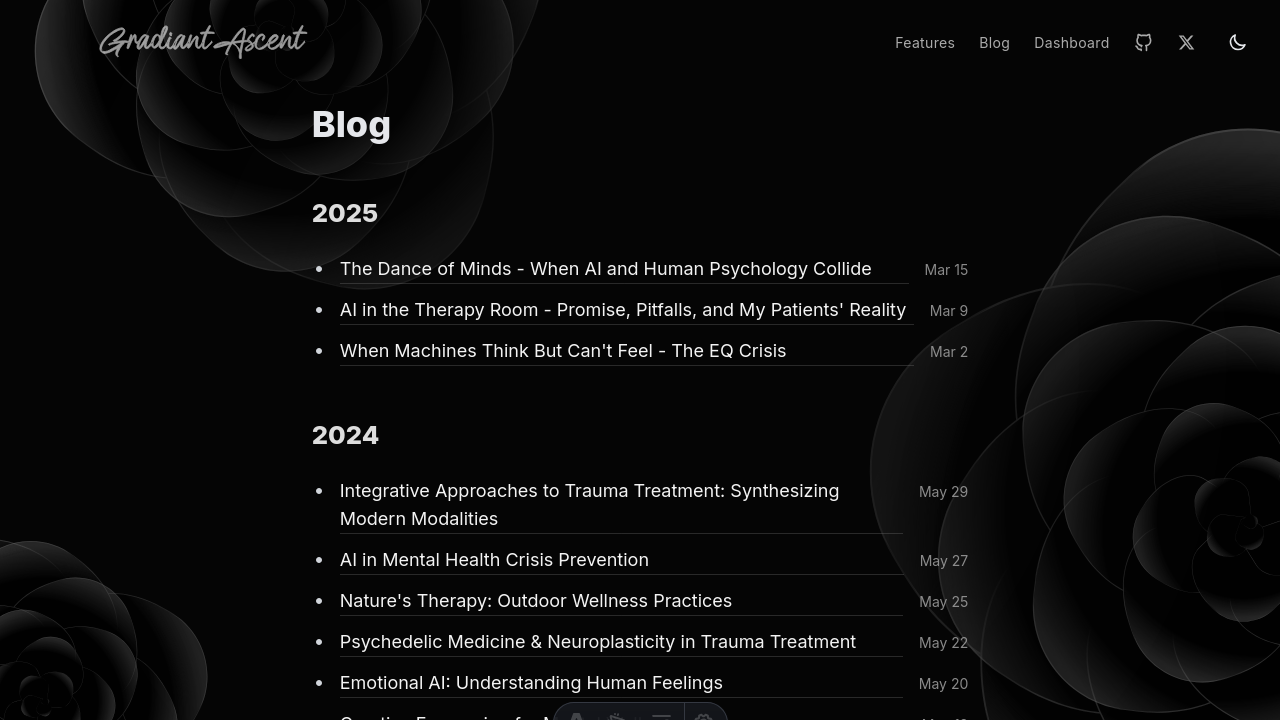 Gradiant Ascent
Features
Blog
Dashboard
Blog
2025
The Dance of Minds - When AI and Human Psychology Collide
Mar 15
AI in the Therapy Room - Promise, Pitfalls, and My Patients' Reality
Mar 9
When Machines Think But Can't Feel - The EQ Crisis
Mar 2
2024
Integrative Approaches to Trauma Treatment: Synthesizing
Modern Modalities
May 29
AI in Mental Health Crisis Prevention
May 27
Nature's Therapy: Outdoor Wellness Practices
May 25
Psychedelic Medicine & Neuroplasticity in Trauma Treatment
May 22
Emotional AI: Understanding Human Feelings
May 20